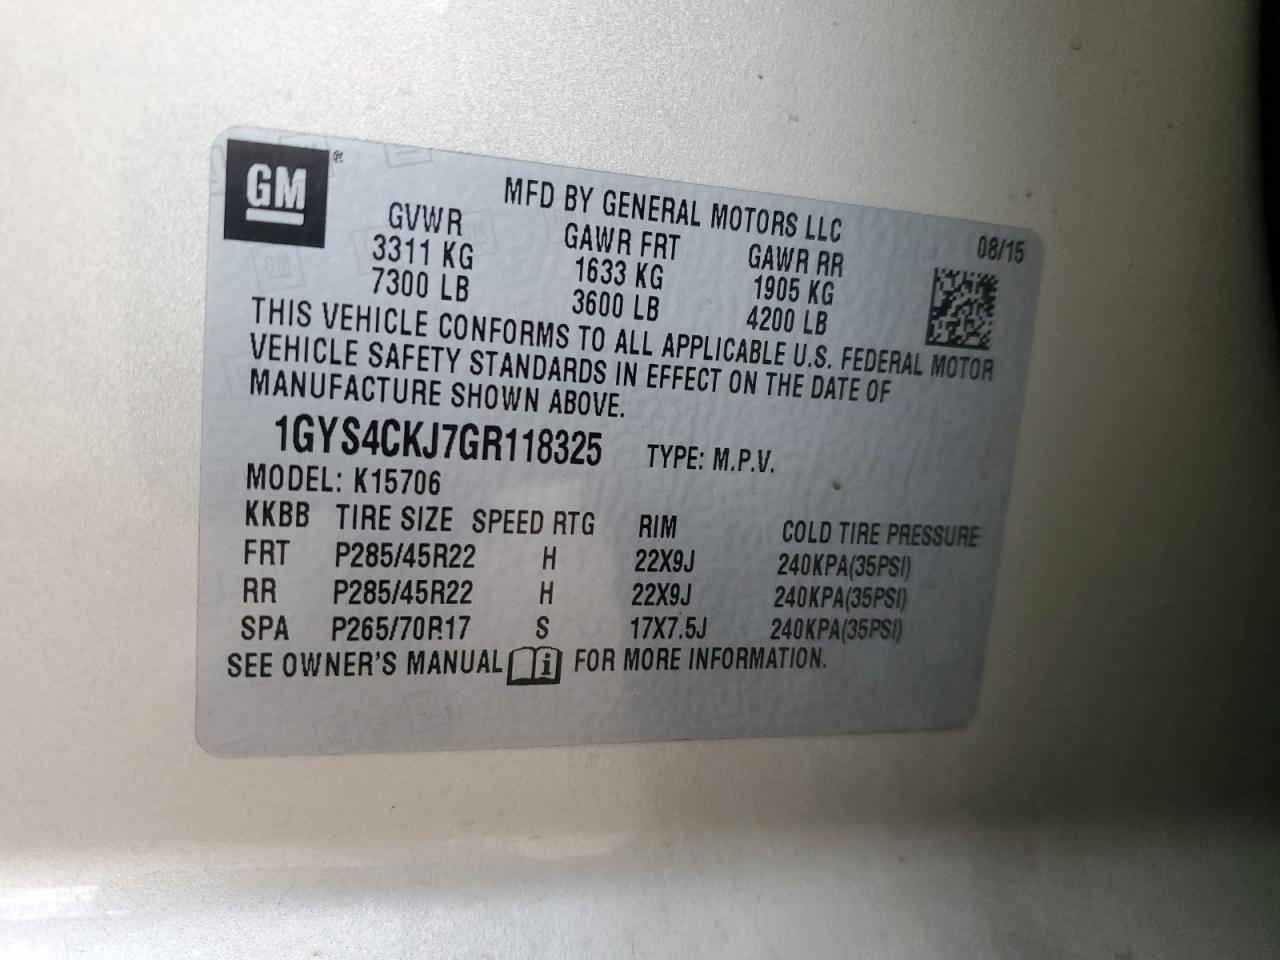 GM ®
MFD BY GENERAL MOTORS LLC
08/15
GVWR GAWR FRT GAWR RR
3311 KG 1633 KG 1905 KG
7300 LB 3600 LB 4200 LB
THIS VEHICLE CONFORMS TO ALL APPLICABLE U.S. FEDERAL MOTOR
VEHICLE SAFETY STANDARDS IN EFFECT ON THE DATE OF
MANUFACTURE SHOWN ABOVE.
1GYS4CKJ7GR118325 TYPE: M.P.V.
MODEL: K15706
KKBB TIRE SIZE SPEED RTG RIM COLD TIRE PRESSURE
FRT P285/45R22 H 22X9J 240KPA(35PSI)
RR P285/45R22 H 22X9J 240KPA(35PSI)
SPA P265/70R17 S 17X7.5J 240KPA(35PSI)
SEE OWNER'S MANUAL i FOR MORE INFORMATION.